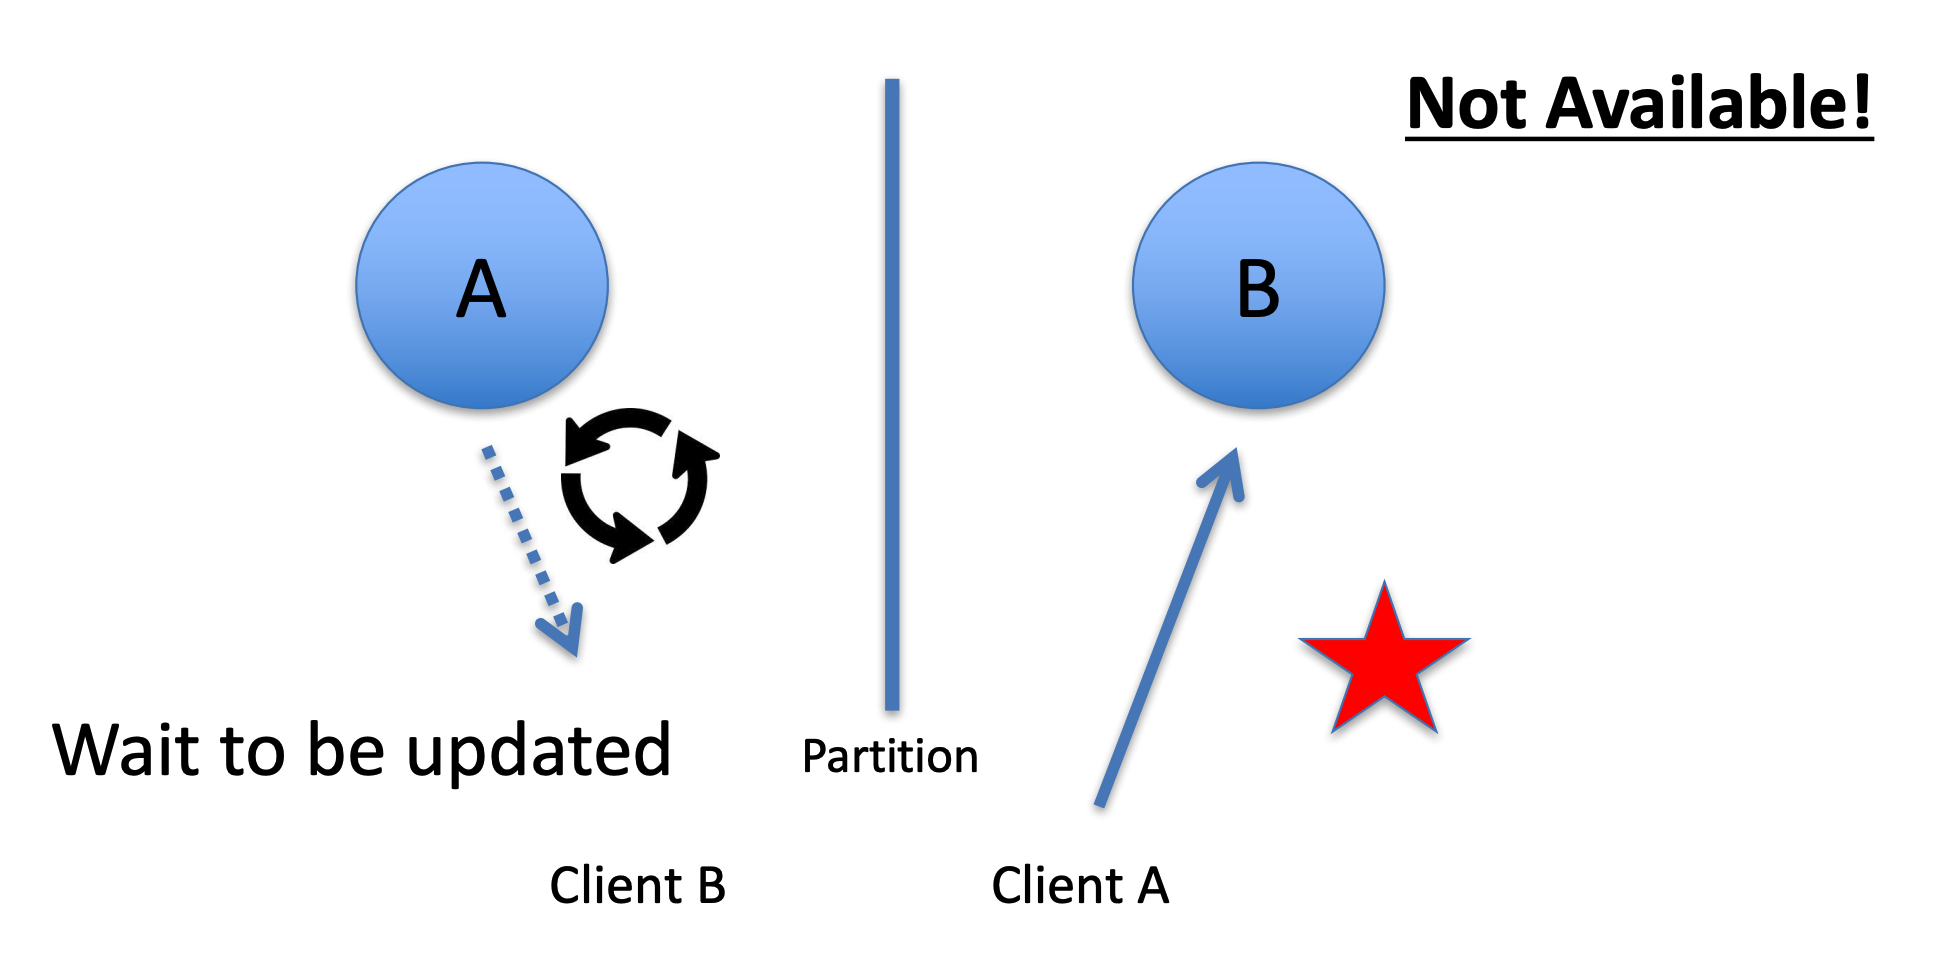 Not Available!
A
B
Wait to be updated
Partition
Client B
Client A